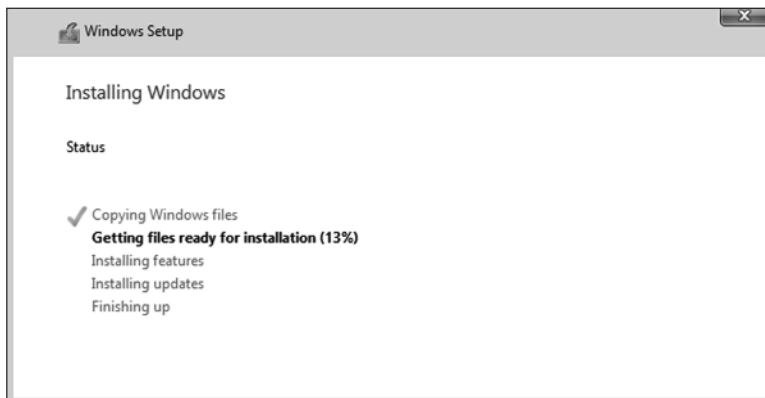 Windows Setup
Installing Windows
Status
Copying Windows files
Getting files ready for installation (13%)
Installing features
Installing updates
Finishing up